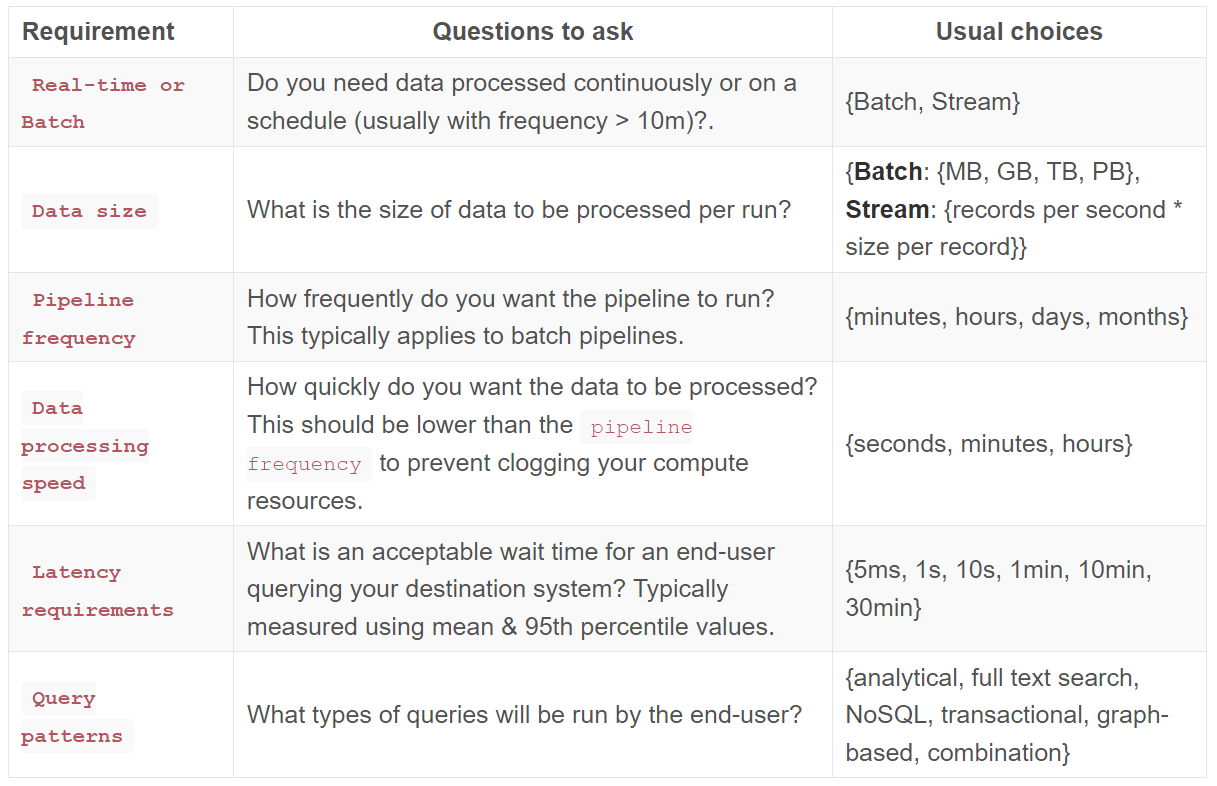 Requirement
Questions to ask
Usual choices
Real-time or
Batch
Do you need data processed continuously or on a
schedule (usually with frequency > 10m)?.
{Batch, Stream}
Data size
What is the size of data to be processed per run?
{Batch: {MB, GB, TB, PB},
Stream: {records per second *
size per record}}
Pipeline
frequency
How frequently do you want the pipeline to run?
This typically applies to batch pipelines.
{minutes, hours, days, months}
Data
processing
speed
How quickly do you want the data to be processed?
This should be lower than the pipeline
frequency to prevent clogging your compute
resources.
{seconds, minutes, hours}
Latency
requirements
What is an acceptable wait time for an end-user
querying your destination system? Typically
measured using mean & 95th percentile values.
{5ms, 1s, 10s, 1min, 10min,
30min}
Query
patterns
What types of queries will be run by the end-user?
{analytical, full text search,
NoSQL, transactional, graph-
based, combination}